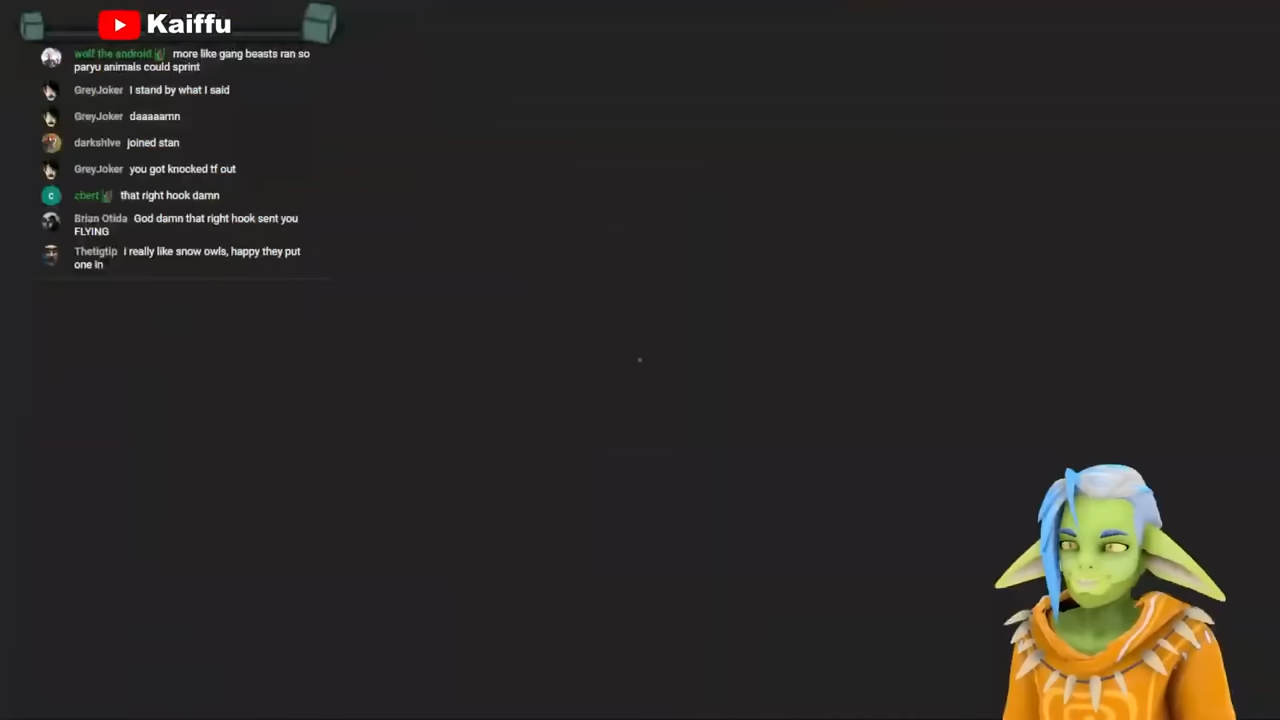 Kaiffu
wolf the android more like gang beasts ran so
paryu animals could sprint
GreyJoker I stand by what I said
GreyJoker daaaaamn
darkshive joined stan
GreyJoker you got knocked tf out
cbert that right hook damn
Brian Otida God damn that right hook sent you
FLYING
Thetigtip i really like snow owls, happy they put
one in